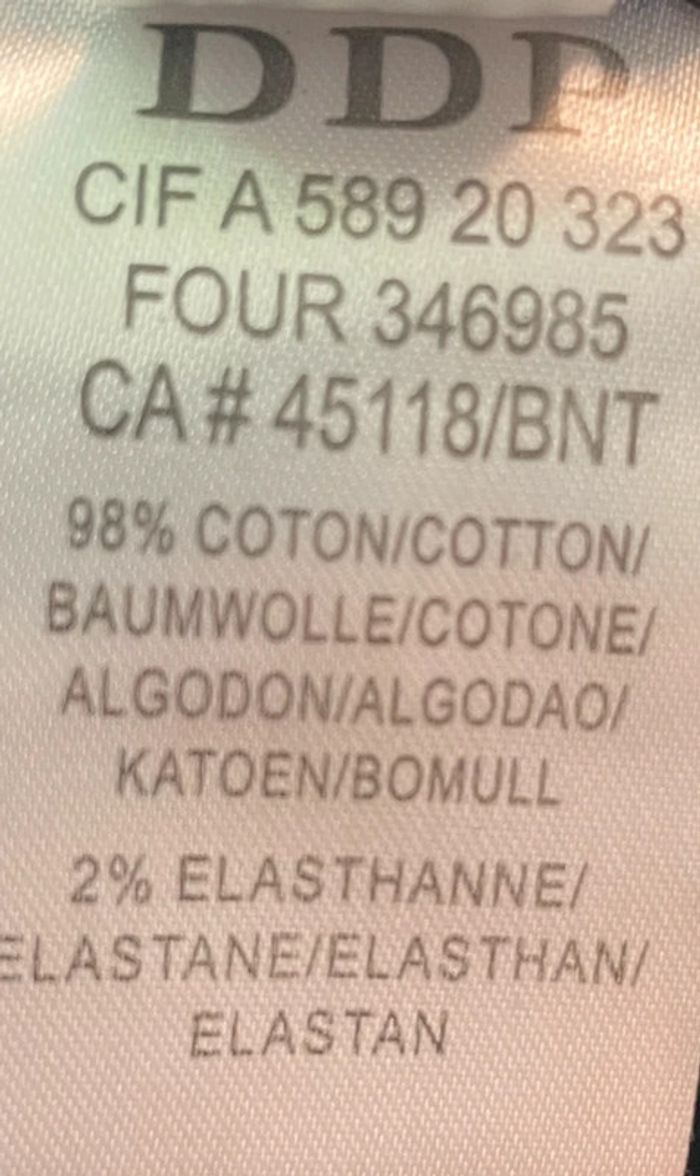 DDP
CIF A 589 20 323
FOUR 346985
CA # 45118/BNT
98% COTON/COTTON/
BAUMWOLLE/COTONE/
ALGODON/ALGODAO/
KATOEN/BOMULL
2% ELASTHANNE/
ELASTANE/ELASTHAN/
ELASTAN